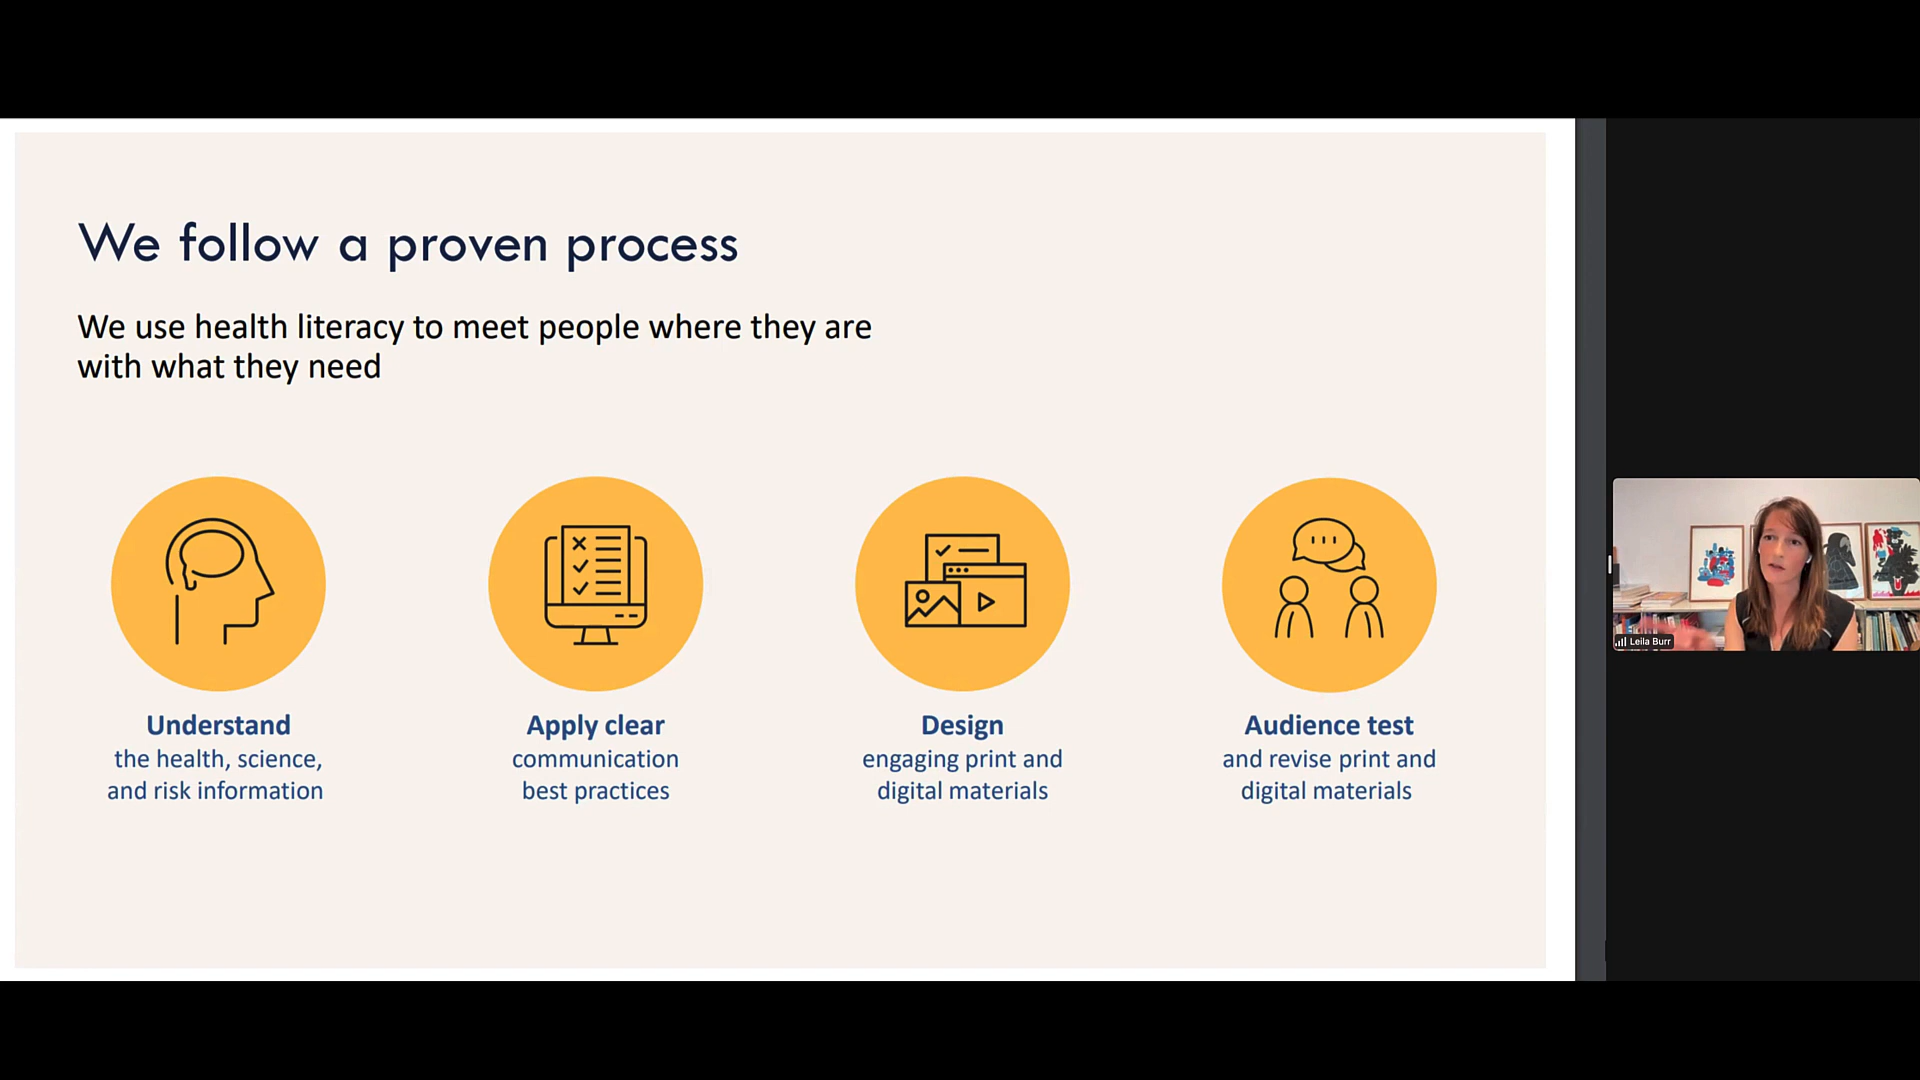 We follow a proven process
We use health literacy to meet people where they are
with what they need
Understand
the health, science,
and risk information
Apply clear
communication
best practices
Design
engaging print and
digital materials
Audience test
and revise print and
digital materials
Leila Burr